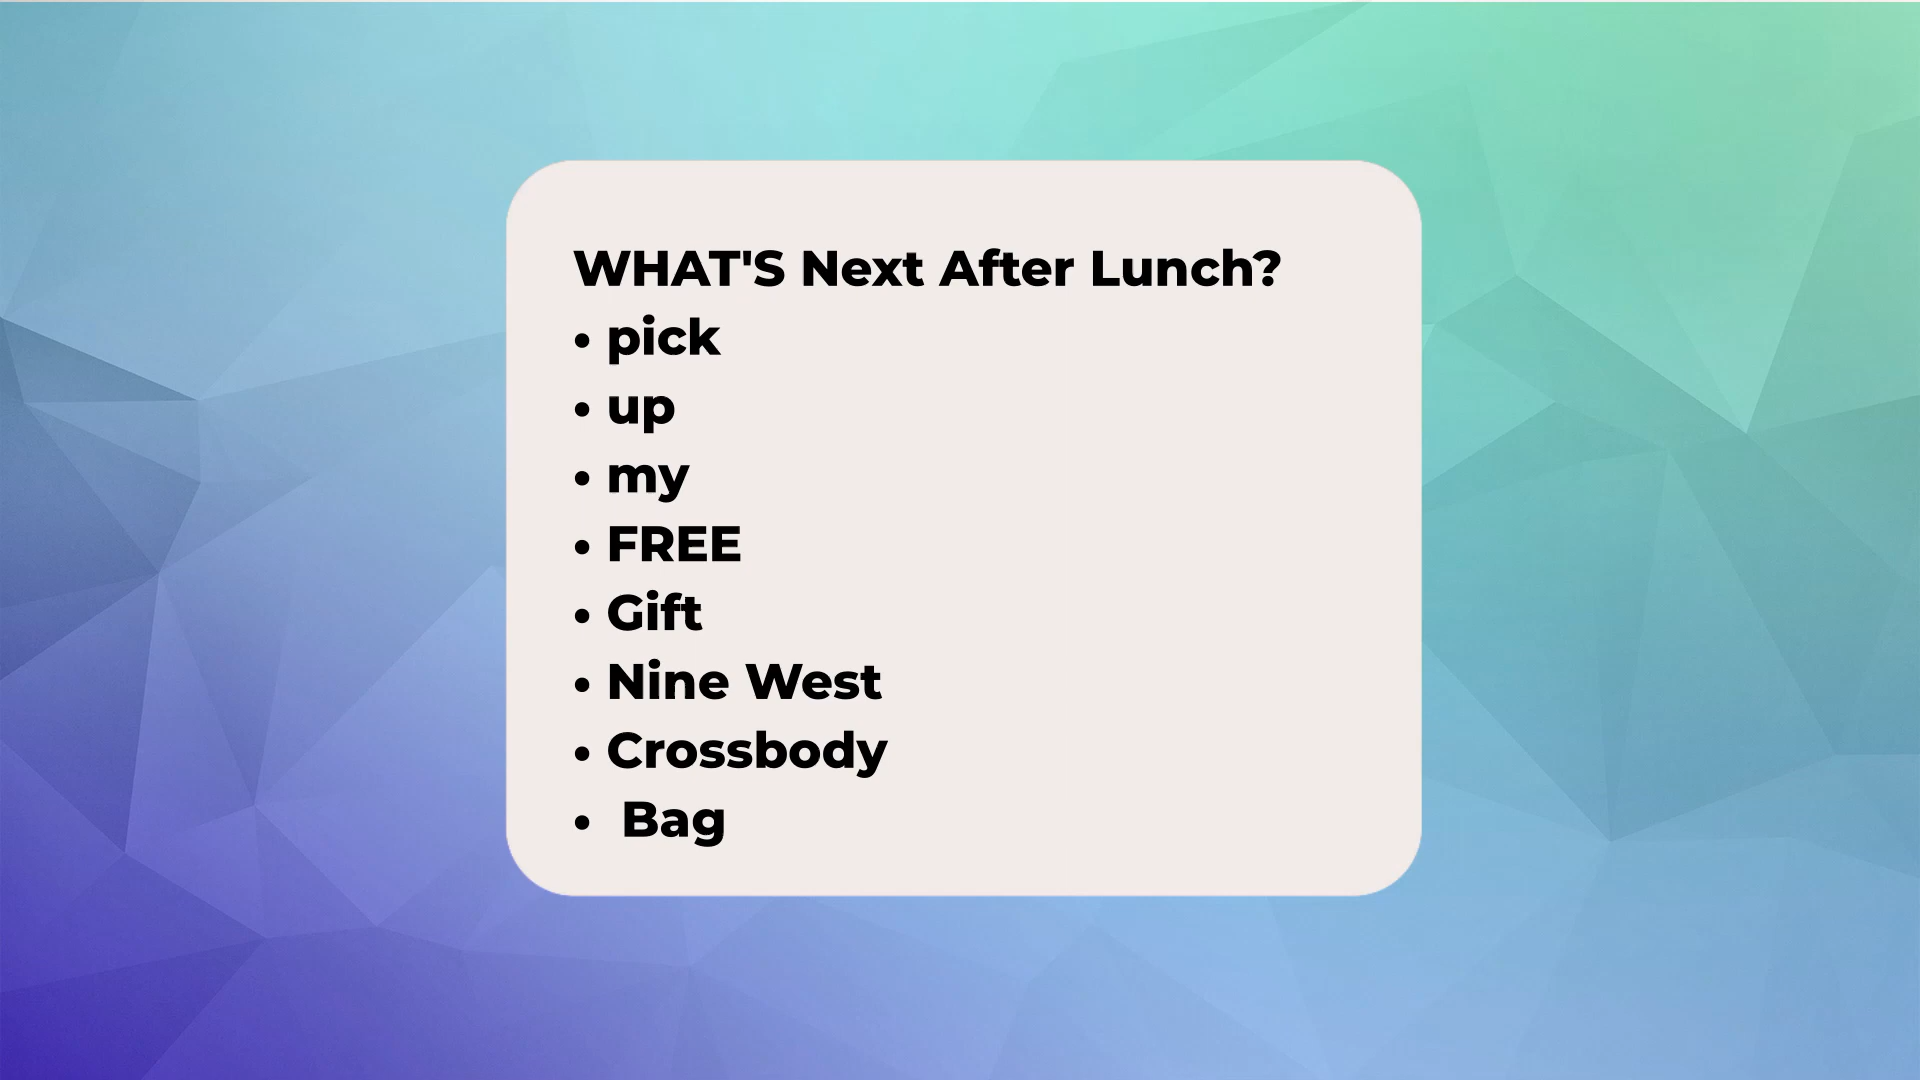 WHAT'S Next After Lunch?
• pick
• up
• my
• FREE
• Gift
• Nine West
• Crossbody
• Bag